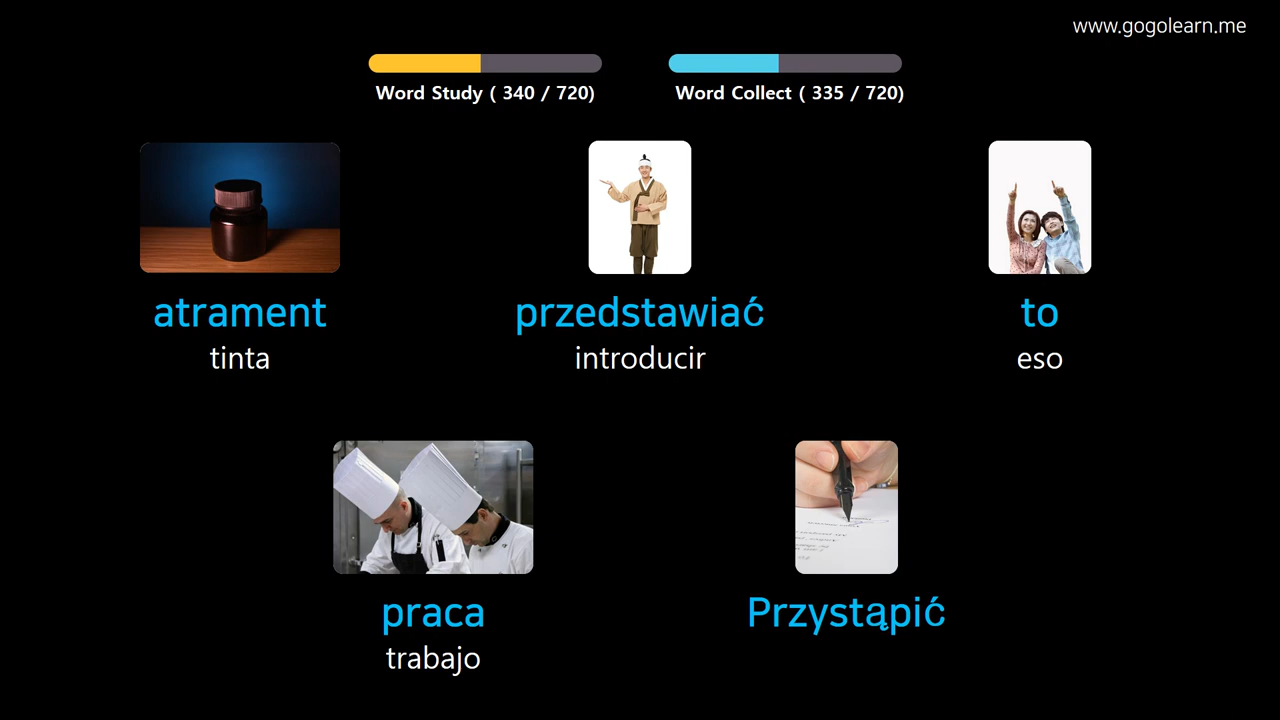 www.gogolearn.me
Word Study ( 340 / 720)
Word Collect ( 335 / 720)
atrament
tinta
przedstawiać
introducir
to
eso
praca
trabajo
Przystąpić